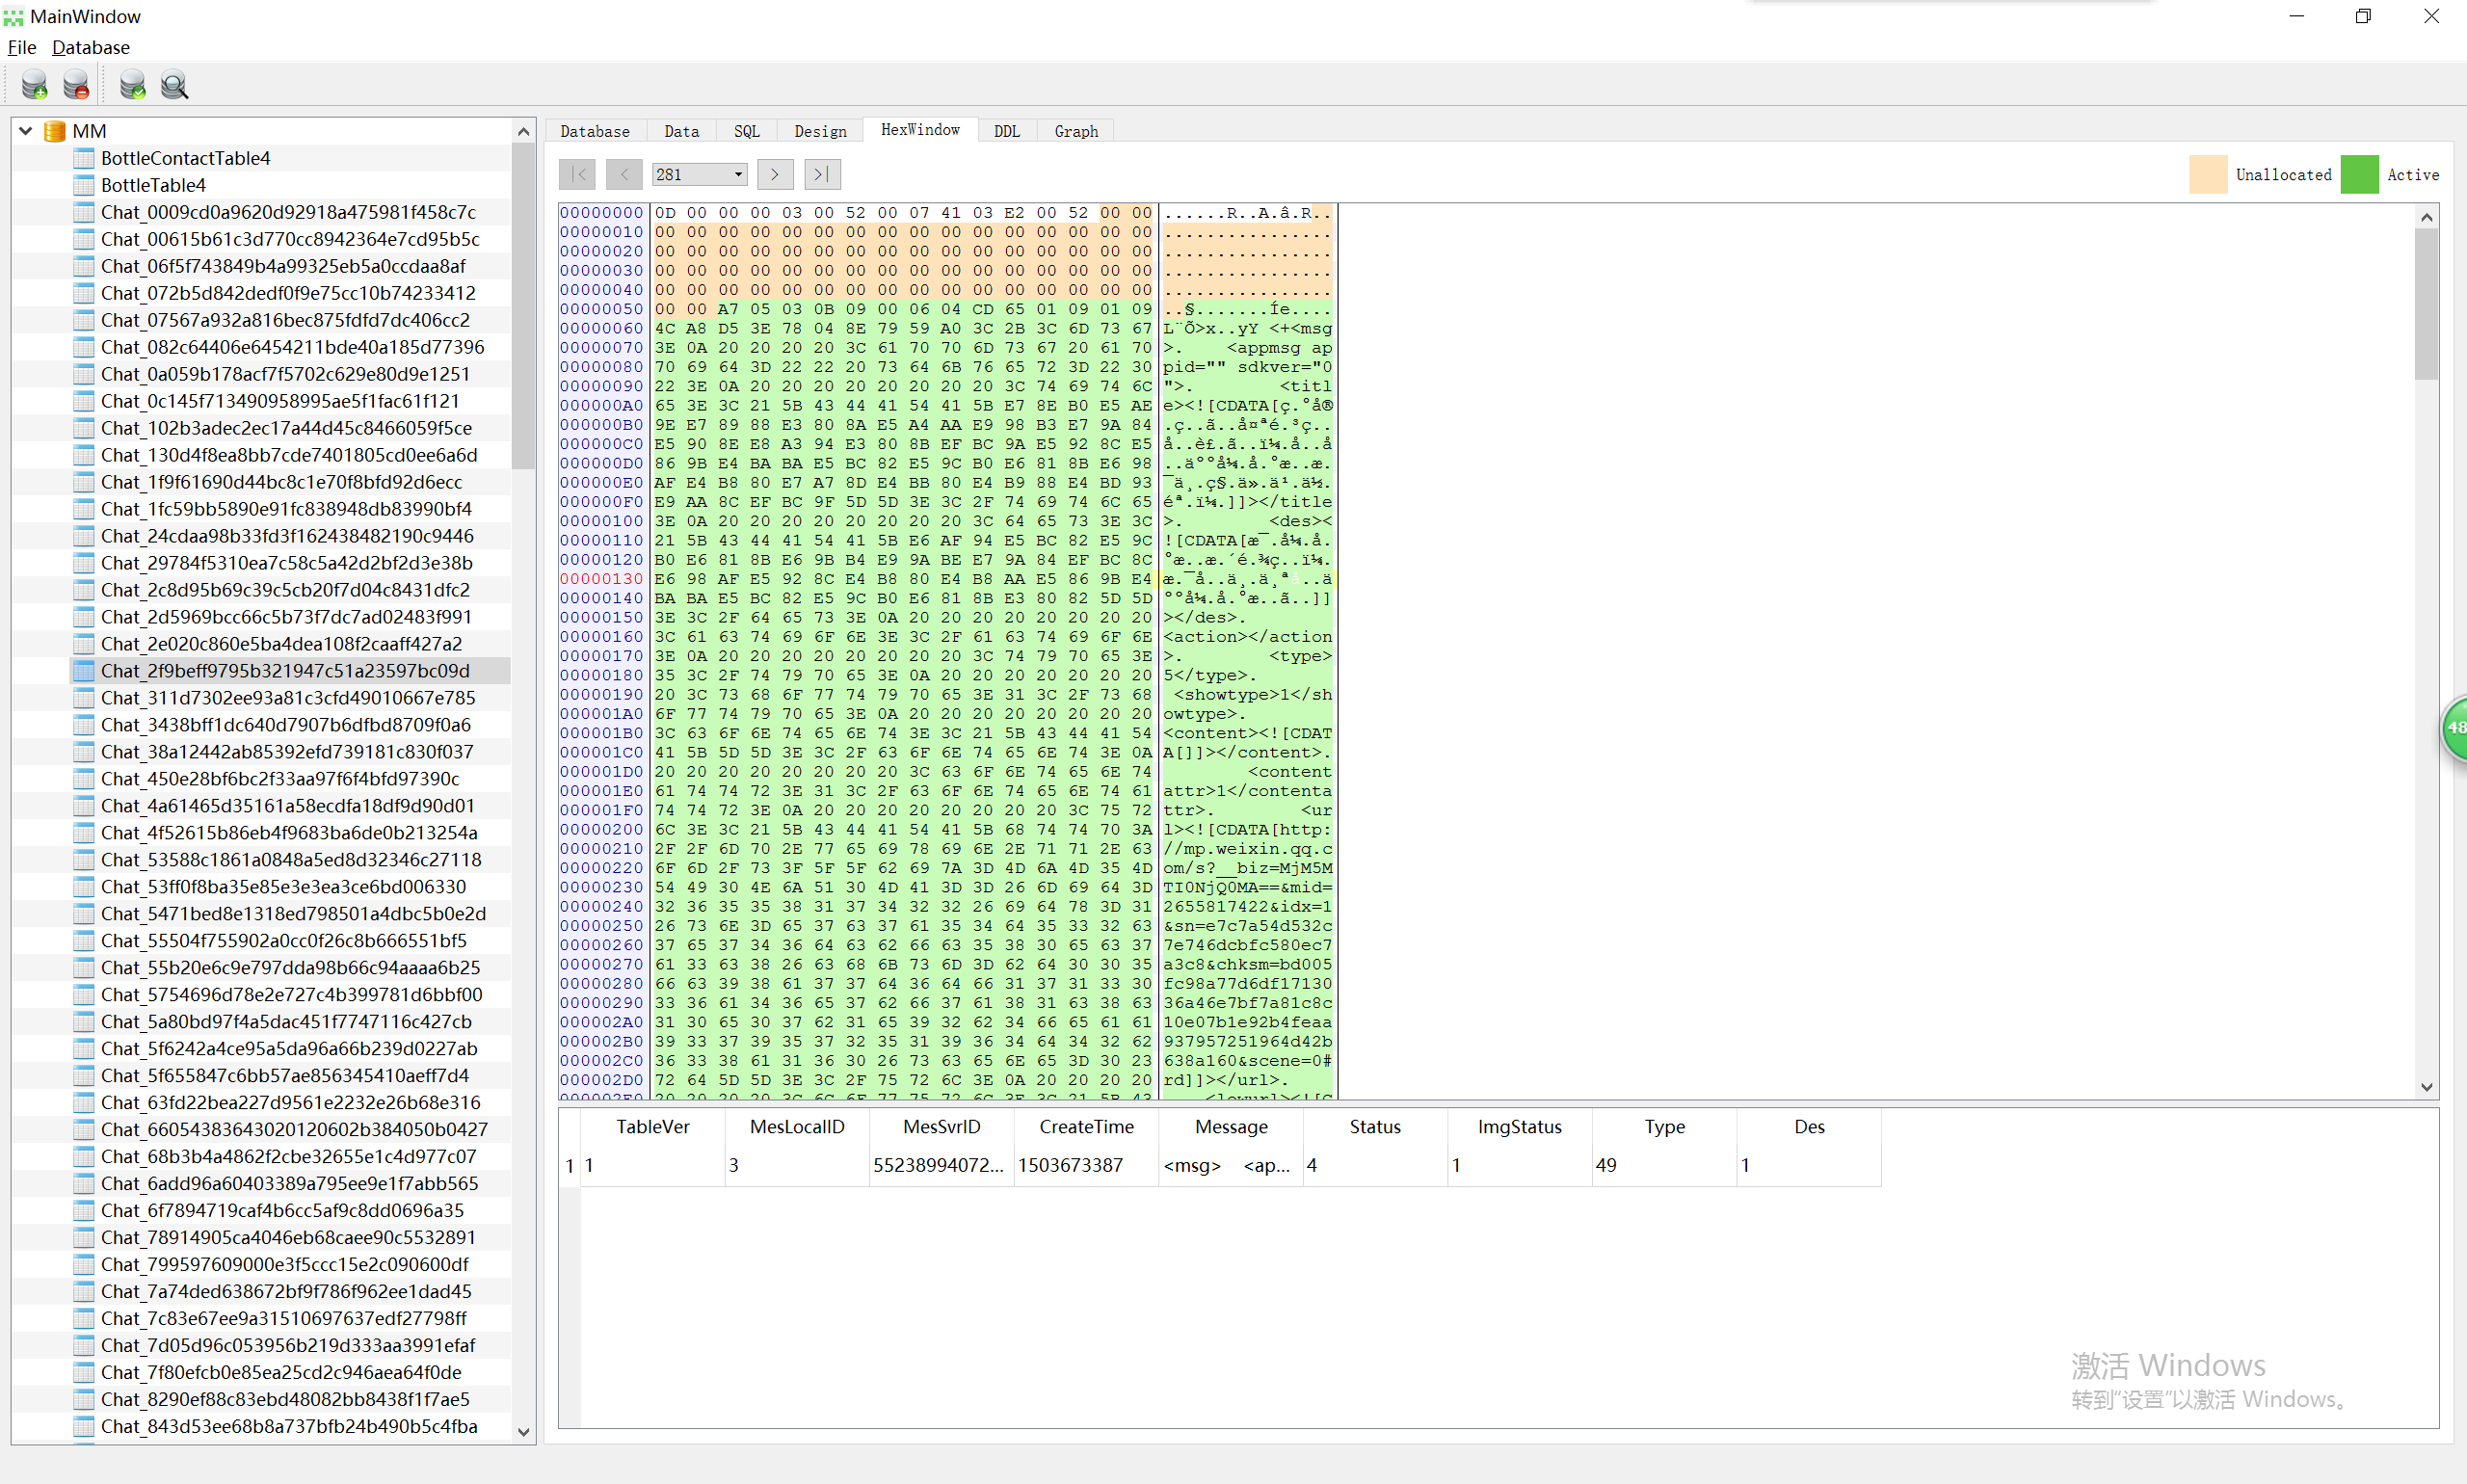 MainWindow
File Database
MM
BottleContactTable4
BottleTable4
Chat_0009cd0a9620d92918a475981f458c7c
Chat_00615b61c3d770cc8942364e7cd95b5c
Chat_06f5f743849b4a99325eb5a0ccdaa8af
Chat_072b5d842dedf0f9e75cc10b74233412
Chat_07567a932a816bec875fdfd7dc406cc2
Chat_082c64406e6454211bde40a185d77396
Chat_0a059b178acf7f5702c629e80d9e1251
Chat_0c145f713490958995ae5f1fac61f121
Chat_102b3adec2ec17a44d45c8466059f5ce
Chat_130d4f8ea8bb7cde7401805cd0ee6a6d
Chat_1f9f61690d44bc8c1e70f8bfd92d6ecc
Chat_1fc59bb5890e91fc838948db83990bf4
Chat_24cdaa98b33fd3f162438482190c9446
Chat_29784f5310ea7c58c5a42d2bf2d3e38b
Chat_2c8d95b69c39c5cb20f7d04c8431dfc2
Chat_2d5969bcc66c5b73f7dc7ad02483f991
Chat_2e020c860e5ba4dea108f2caaff427a2
Chat_2f9beff9795b321947c51a23597bc09d
Chat_311d7302ee93a81c3cfd49010667e785
Chat_3438bff1dc640d7907b6dfbd8709f0a6
Chat_38a12442ab85392efd739181c830f037
Chat_450e28bf6bc2f33aa97f6f4bfd97390c
Chat_4a61465d35161a58ecdfa18df9d90d01
Chat_4f52615b86eb4f9683ba6de0b213254a
Chat_53588c1861a0848a5ed8d32346c27118
Chat_53ff0f8ba35e85e3e3ea3ce6bd006330
Chat_5471bed8e1318ed798501a4dbc5b0e2d
Chat_55504f755902a0cc0f26c8b666551bf5
Chat_55b20e6c9e797dda98b66c94aaaa6b25
Chat_5754696d78e2e727c4b399781d6bbf00
Chat_5a80bd97f4a5dac451f7747116c427cb
Chat_5f6242a4ce95a5da96a66b239d0227ab
Chat_5f655847c6bb57ae856345410aeff7d4
Chat_63fd22bea227d9561e2232e26b68e316
Chat_66054383643020120602b384050b0427
Chat_68b3b4a4862f2cbe32655e1c4d977c07
Chat_6add96a60403389a795ee9e1f7abb565
Chat_6f7894719caf4b6cc5af9c8dd0696a35
Chat_78914905ca4046eb68caee90c5532891
Chat_799597609000e3f5ccc15e2c090600df
Chat_7a74ded638672bf9f786f962ee1dad45
Chat_7c83e67ee9a31510697637edf27798ff
Chat_7d05d96c053956b219d333aa3991efaf
Chat_7f80efcb0e85ea25cd2c946aea64f0de
Chat_8290ef88c83ebd48082bb8438f1f7ae5
Chat_843d53ee68b8a737bfb24b490b5c4fba
Database Data SQL Design HexWindow DDL Graph
281
Unallocated Active
00000000 0D 00 00 00 03 00 52 00 07 41 03 E2 00 52 00 00 ......R..A.â.R..
00000010 00 00 00 00 00 00 00 00 00 00 00 00 00 00 00 00 ................
00000020 00 00 00 00 00 00 00 00 00 00 00 00 00 00 00 00 ................
00000030 00 00 00 00 00 00 00 00 00 00 00 00 00 00 00 00 ................
00000040 00 00 00 00 00 00 00 00 00 00 00 00 00 00 00 00 ................
00000050 00 00 A7 05 03 0B 09 00 06 04 CD 65 01 09 01 09 ..§.......Íe....
00000060 4C A8 D5 3E 78 04 8E 79 59 A0 3C 2B 3C 6D 73 67 L¨Õ>x..yY <+<msg
00000070 3E 0A 20 20 20 20 3C 61 70 70 6D 73 67 20 61 70 >.    <appmsg ap
00000080 70 69 64 3D 22 22 20 73 64 6B 76 65 72 3D 22 30 pid="" sdkver="0
00000090 22 3E 0A 20 20 20 20 20 20 20 20 3C 74 69 74 6C ">.        <titl
000000A0 65 3E 3C 21 5B 43 44 41 54 41 5B E7 8E B0 E5 AE e><![CDATA[ç.°å®
000000B0 9E E7 89 88 E3 80 8A E5 A4 AA E9 98 B3 E7 9A 84 .ç..ã..å¤ªé.³ç..
000000C0 E5 90 8E E8 A3 94 E3 80 8B EF BC 9A E5 92 8C E5 å..è£.ã..ï¼.å..å
000000D0 86 9B E4 BA BA E5 BC 82 E5 9C B0 E6 81 8B E6 98 ..äººå¼.å.°æ..æ.
000000E0 AF E4 B8 80 E7 A7 8D E4 BB 80 E4 B9 88 E4 BD 93 ¯ä¸.ç§.ä».ä¹.ä½.
000000F0 E9 AA 8C EF BC 9F 5D 5D 3E 3C 2F 74 69 74 6C 65 éª.ï¼.]]></title
00000100 3E 0A 20 20 20 20 20 20 20 20 3C 64 65 73 3E 3C >.        <des><
00000110 21 5B 43 44 41 54 41 5B E6 AF 94 E5 BC 82 E5 9C ![CDATA[æ¯.å¼.å.
00000120 B0 E6 81 8B E6 9B B4 E9 9A BE E7 9A 84 EF BC 8C °æ..æ.´é.¾ç..ï¼.
00000130 E6 98 AF E5 92 8C E4 B8 80 E4 B8 AA E5 86 9B E4 æ.¯å..ä¸.ä¸ªå..ä
00000140 BA BA E5 BC 82 E5 9C B0 E6 81 8B E3 80 82 5D 5D ººå¼.å.°æ..ã..]]
00000150 3E 3C 2F 64 65 73 3E 0A 20 20 20 20 20 20 20 20 ></des>.
00000160 3C 61 63 74 69 6F 6E 3E 3C 2F 61 63 74 69 6F 6E <action></action
00000170 3E 0A 20 20 20 20 20 20 20 20 3C 74 79 70 65 3E >.        <type>
00000180 35 3C 2F 74 79 70 65 3E 0A 20 20 20 20 20 20 20 5</type>.
00000190 20 3C 73 68 6F 77 74 79 70 65 3E 31 3C 2F 73 68  <showtype>1</sh
000001A0 6F 77 74 79 70 65 3E 0A 20 20 20 20 20 20 20 20 owtype>.
000001B0 3C 63 6F 6E 74 65 6E 74 3E 3C 21 5B 43 44 41 54 <content><![CDAT
000001C0 41 5B 5D 5D 3E 3C 2F 63 6F 6E 74 65 6E 74 3E 0A A[]]></content>.
000001D0 20 20 20 20 20 20 20 20 3C 63 6F 6E 74 65 6E 74         <content
000001E0 61 74 74 72 3E 31 3C 2F 63 6F 6E 74 65 6E 74 61 attr>1</contenta
000001F0 74 74 72 3E 0A 20 20 20 20 20 20 20 20 3C 75 72 ttr>.        <ur
00000200 6C 3E 3C 21 5B 43 44 41 54 41 5B 68 74 74 70 3A l><![CDATA[http:
00000210 2F 2F 6D 70 2E 77 65 69 78 69 6E 2E 71 71 2E 63 //mp.weixin.qq.c
00000220 6F 6D 2F 73 3F 5F 5F 62 69 7A 3D 4D 6A 4D 35 4D om/s?__biz=MjM5M
00000230 54 49 30 4E 6A 51 30 4D 41 3D 3D 26 6D 69 64 3D TI0NjQ0MA==&mid=
00000240 32 36 35 35 38 31 37 34 32 32 26 69 64 78 3D 31 2655817422&idx=1
00000250 26 73 6E 3D 65 37 63 37 61 35 34 64 35 33 32 63 &sn=e7c7a54d532c
00000260 37 65 37 34 36 64 63 62 66 63 35 38 30 65 63 37 7e746dcbfc580ec7
00000270 61 33 63 38 26 63 68 6B 73 6D 3D 62 64 30 30 35 a3c8&chksm=bd005
00000280 66 63 39 38 61 37 37 64 36 64 66 31 37 31 33 30 fc98a77d6df17130
00000290 33 36 61 34 36 65 37 62 66 37 61 38 31 63 38 63 36a46e7bf7a81c8c
000002A0 31 30 65 30 37 62 31 65 39 32 62 34 66 65 61 61 10e07b1e92b4feaa
000002B0 39 33 37 39 35 37 32 35 31 39 36 34 64 34 32 62 937957251964d42b
000002C0 36 33 38 61 31 36 30 26 73 63 65 6E 65 3D 30 23 638a160&scene=0#
000002D0 72 64 5D 5D 3E 3C 2F 75 72 6C 3E 0A 20 20 20 20 rd]]></url>.
000002E0 20 20 20 20 3C 6C 6F 77 75 72 6C 3E 3C 21 5B 43     <lowurl><![C
TableVer MesLocalID MesSvrID CreateTime Message Status ImgStatus Type Des
1 1 3 55238994072... 1503673387 <msg> <ap... 4 1 49 1
48
激活 Windows
转到“设置”以激活 Windows。